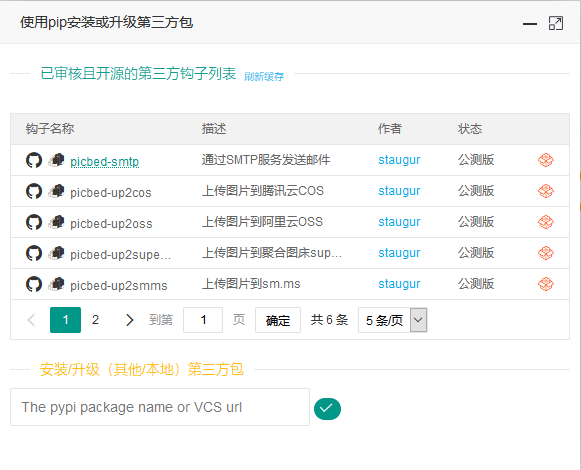 使用pip安装或升级第三方包
已审核且开源的第三方钩子列表 刷新缓存
钩子名称 描述 作者 状态
picbed-smtp 通过SMTP服务发送邮件 staugur 公测版
picbed-up2cos 上传图片到腾讯云COS staugur 公测版
picbed-up2oss 上传图片到阿里云OSS staugur 公测版
picbed-up2supe... 上传图片到聚合图床sup... staugur 公测版
picbed-up2smms 上传图片到sm.ms staugur 公测版
1 2 到第 1 页 确定 共 6 条 5 条/页
安装/升级（其他/本地）第三方包
The pypi package name or VCS url